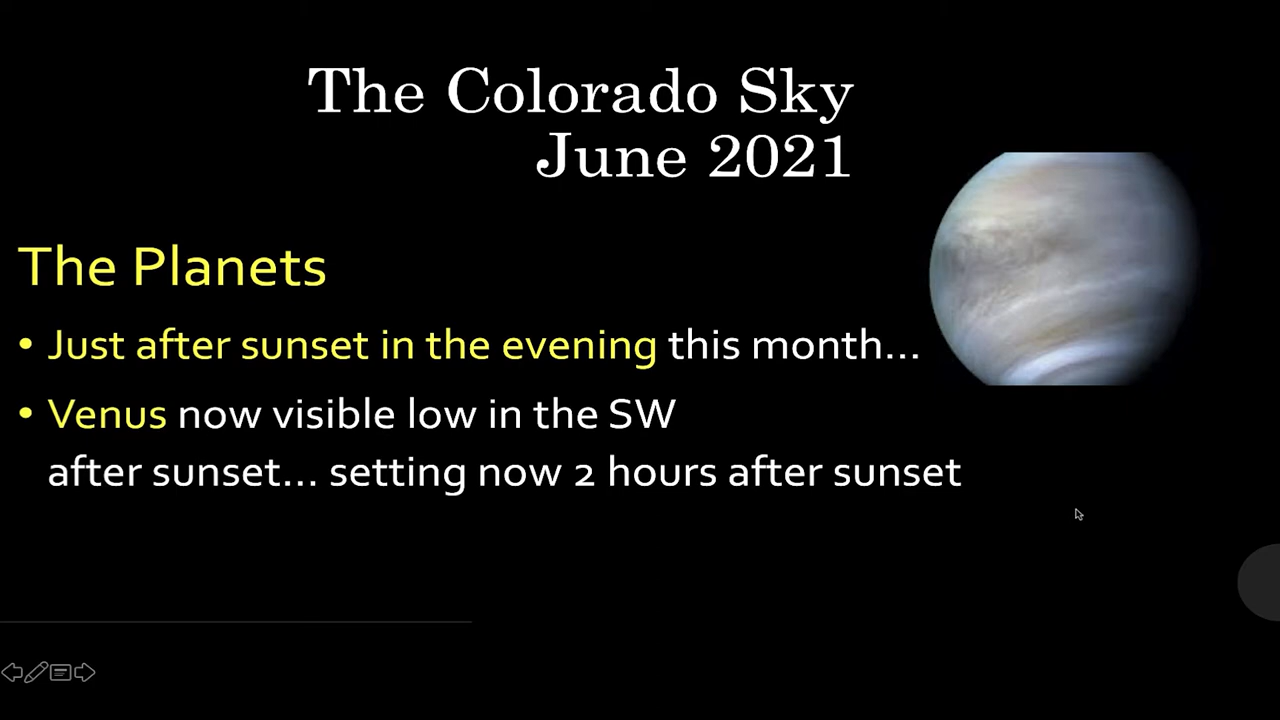 The Colorado Sky
June 2021
The Planets
• Just after sunset in the evening this month...
• Venus now visible low in the SW
after sunset... setting now 2 hours after sunset